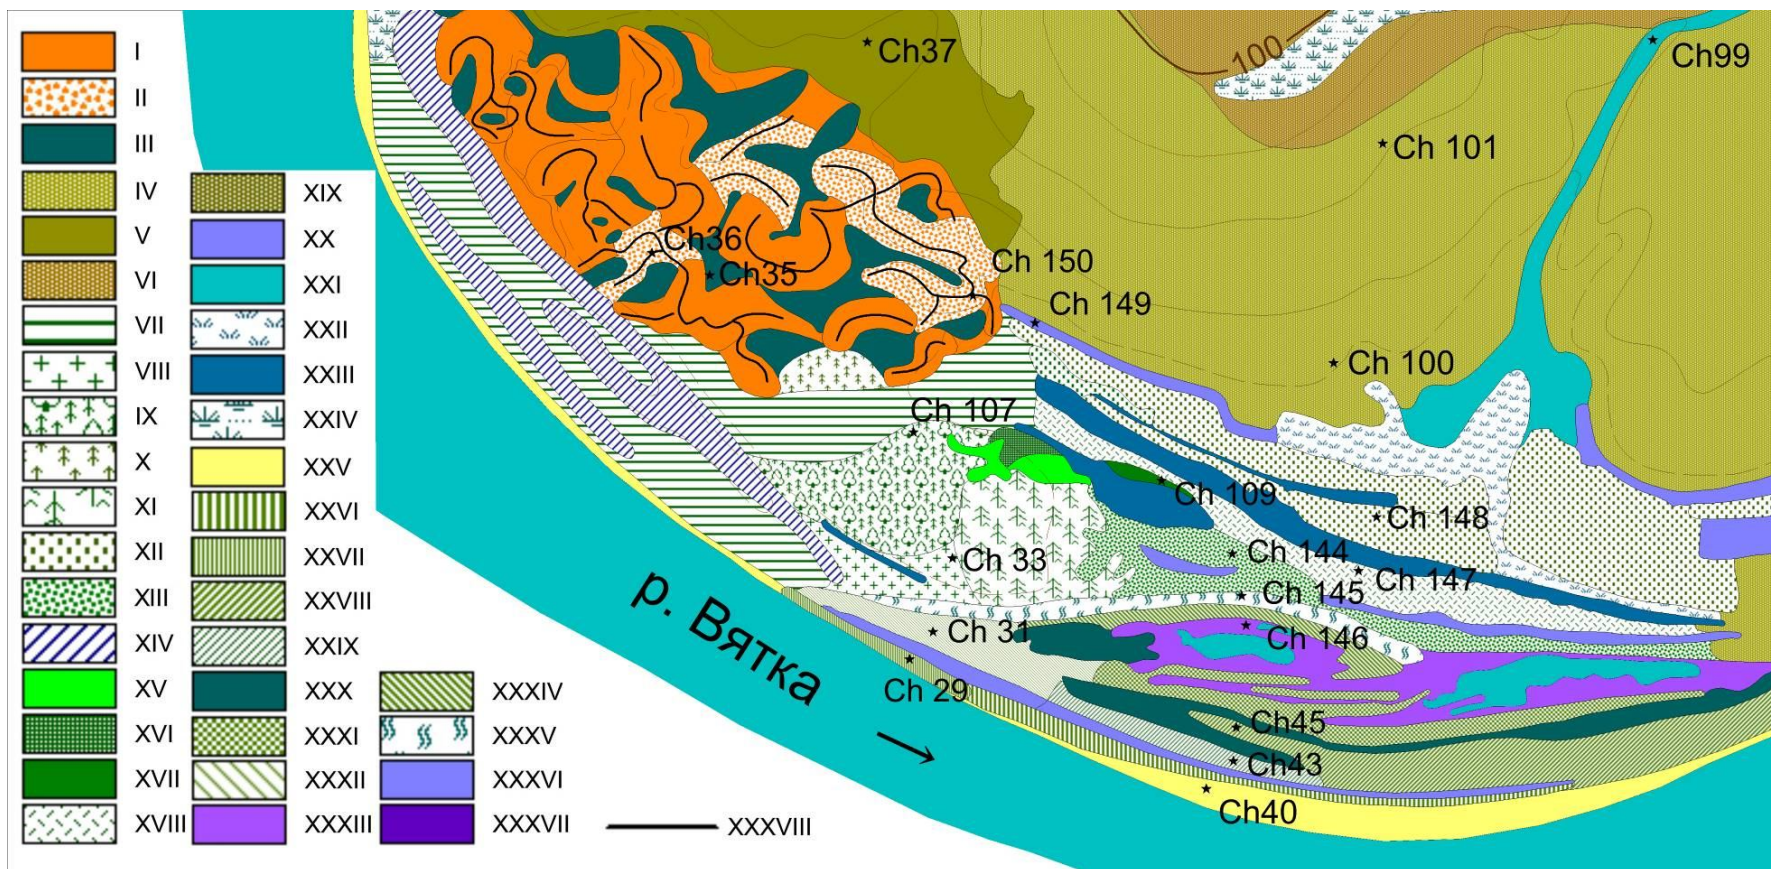 I
II
III
IV
V
VI
VII
VIII
IX
X
XI
XII
XIII
XIV
XV
XVI
XVII
XVIII
XIX
XX
XXI
XXII
XXIII
XXIV
XXV
XXVI
XXVII
XXVIII
XXIX
XXX
XXXI
XXXII
XXXIII
XXXIV
XXXV
XXXVI
XXXVII
XXXVIII
Ch37
100
Ch99
Ch 101
Ch36
Ch35
Ch 150
Ch 149
Ch 100
Ch 107
Ch 109
Ch 148
Ch 33
Ch 144
Ch 147
Ch 145
Ch 31
Ch 146
р. Вятка
Ch 29
Ch45
Ch43
Ch40